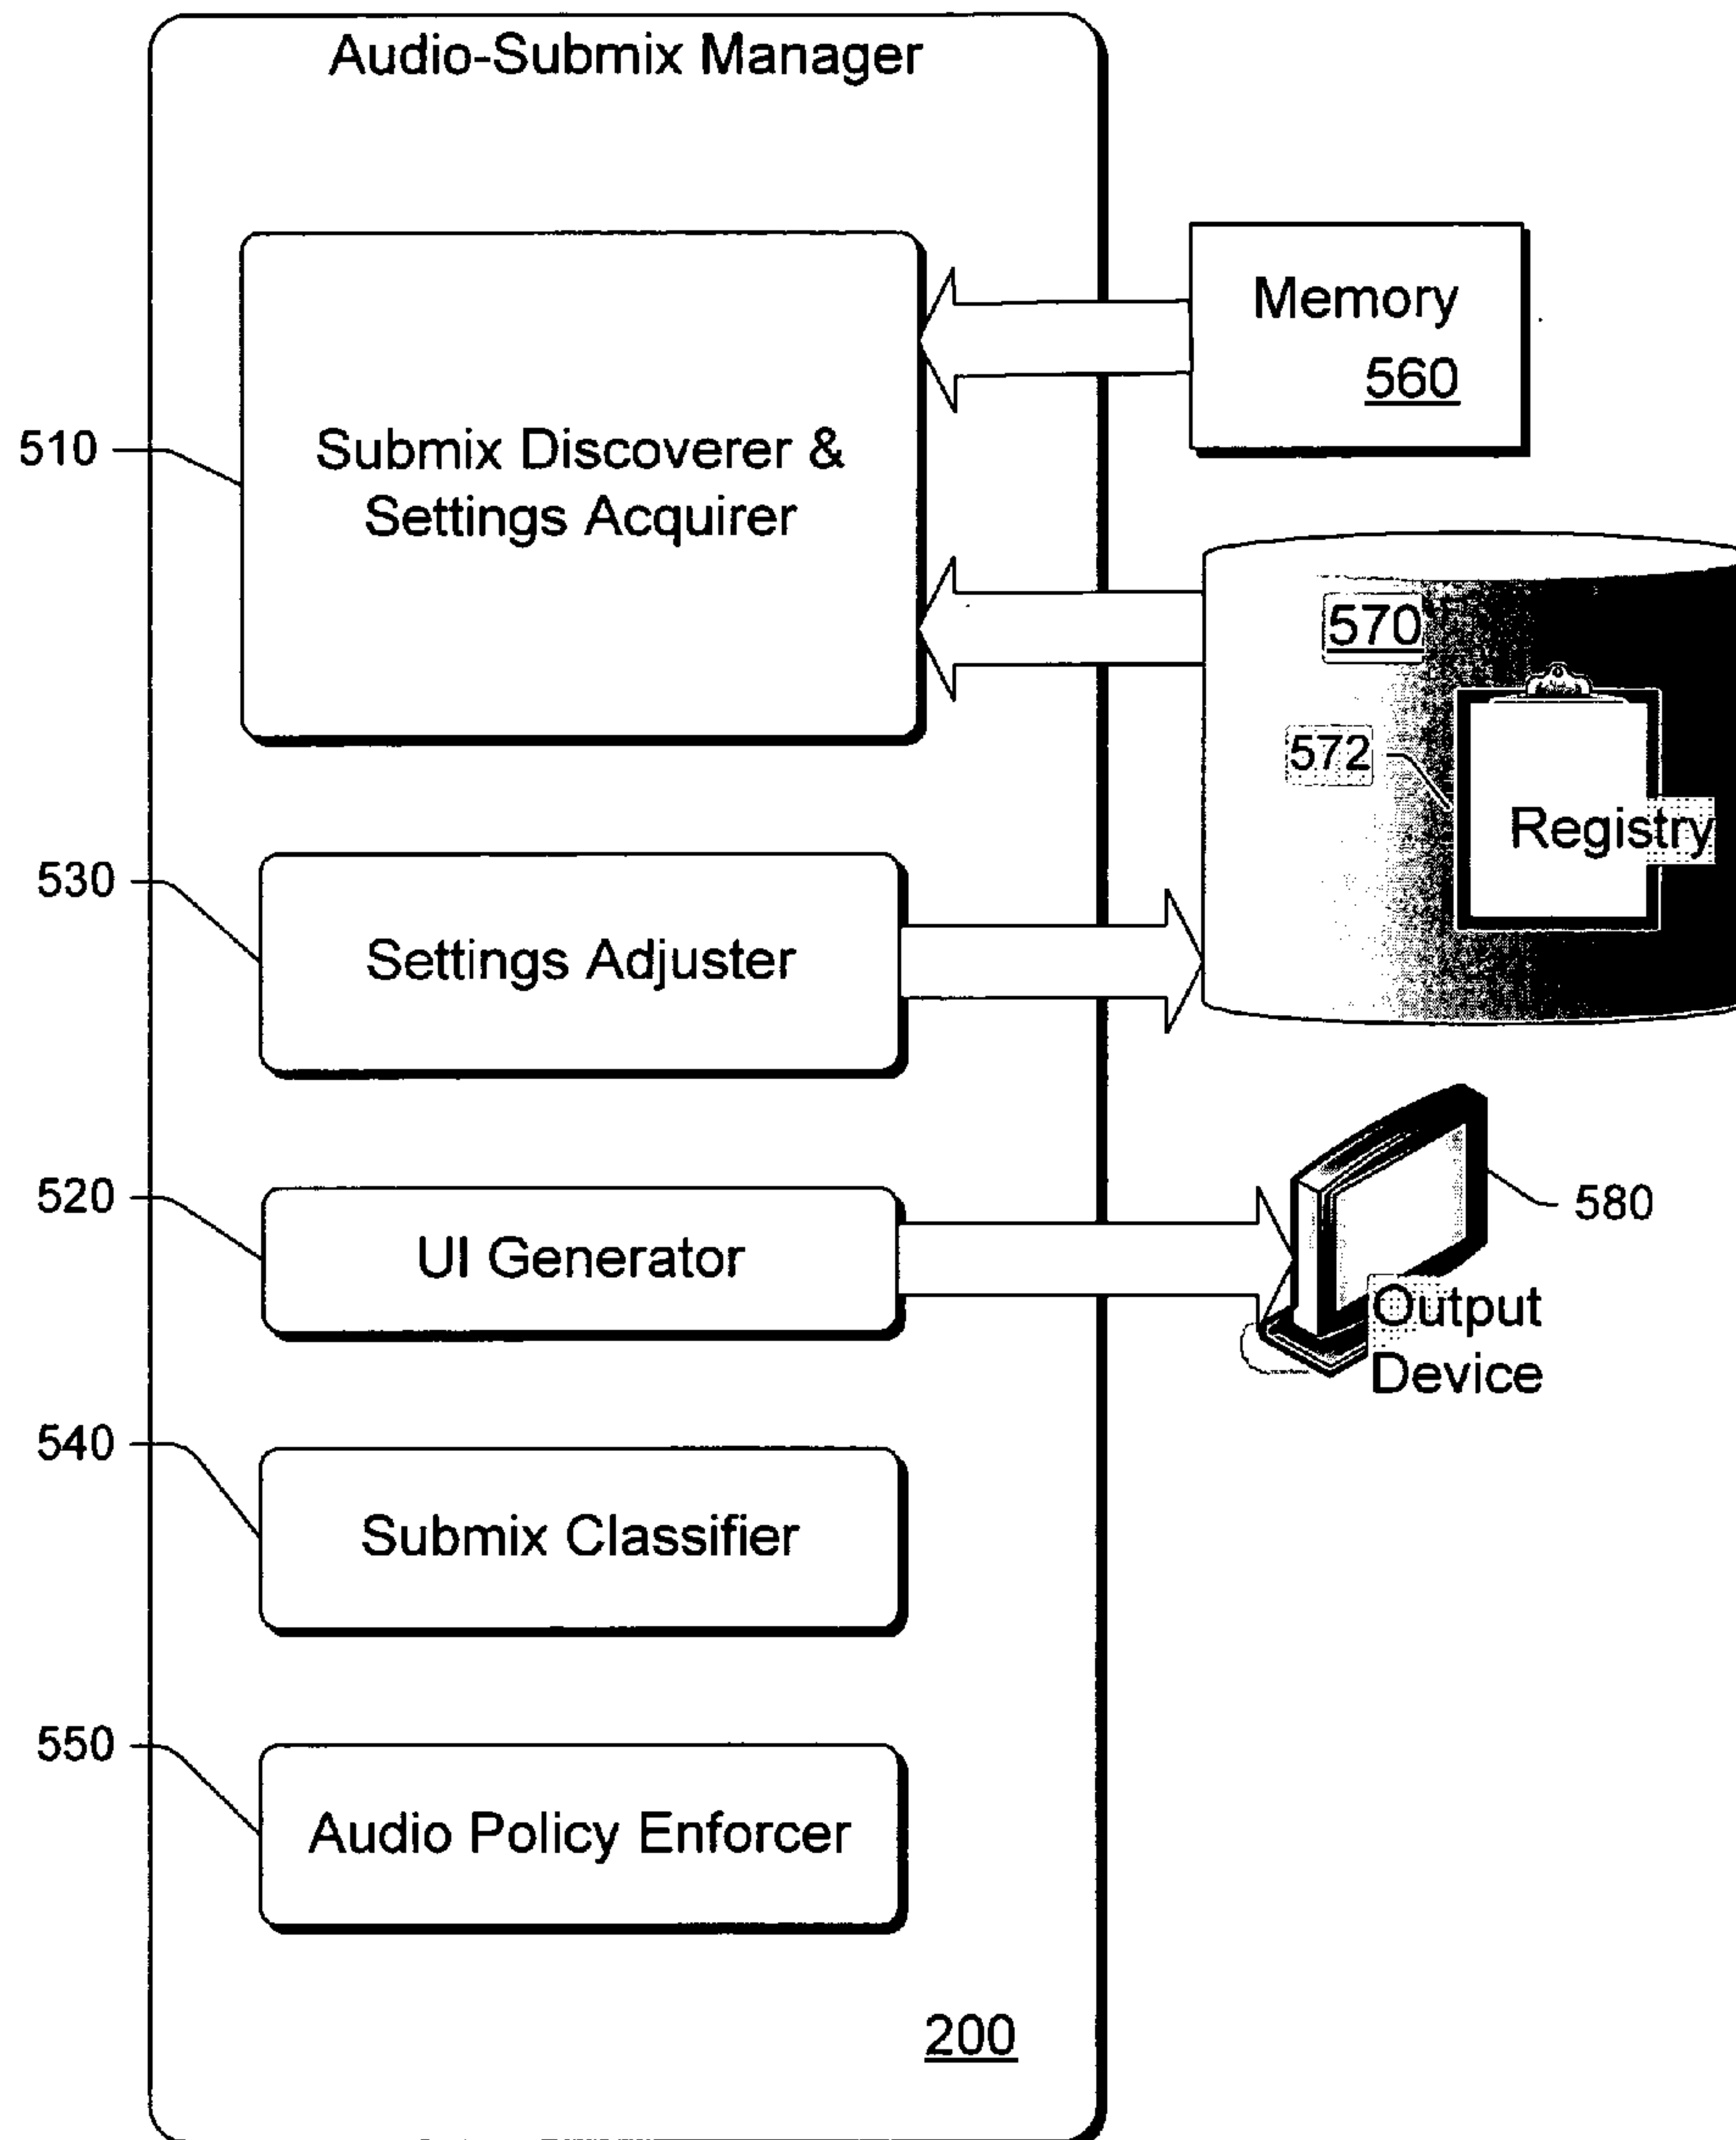 Audio-Submix Manager
Memory
560
510
Submix Discoverer &
Settings Acquirer
570
572
Registry
530
Settings Adjuster
520
UI Generator
580
Output
Device
540
Submix Classifier
550
Audio Policy Enforcer
200